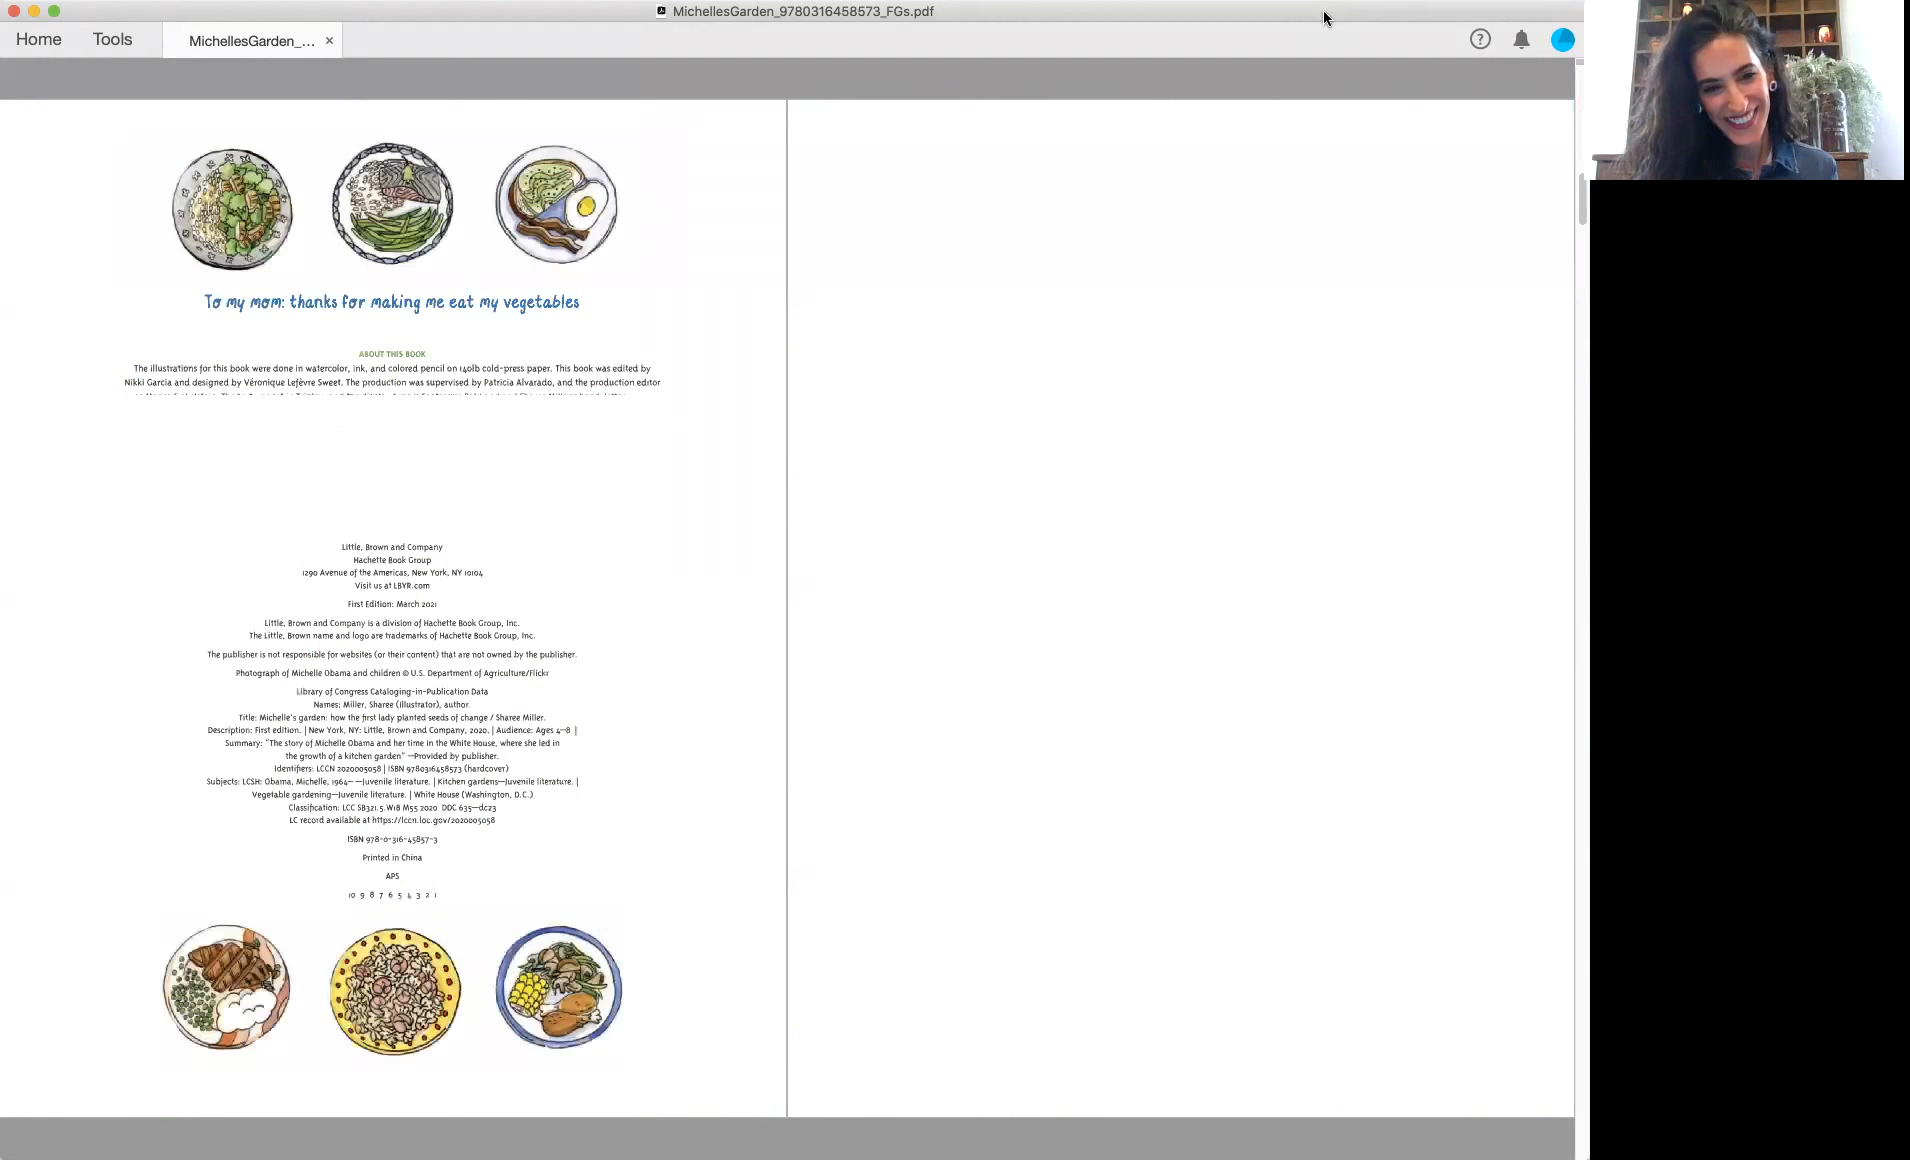 MichellesGarden_9780316458573_FGs.pdf
Home Tools MichellesGarden_... ×
To my mom: thanks for making me eat my vegetables
ABOUT THIS BOOK
The illustrations for this book were done in watercolor, ink, and colored pencil on 140lb cold-press paper. This book was edited by
Nikki Garcia and designed by Véronique Lefèvre Sweet. The production was supervised by Patricia Alvarado, and the production editor
Little, Brown and Company
Hachette Book Group
1290 Avenue of the Americas, New York, NY 10104
Visit us at LBYR.com
First Edition: March 2021
Little, Brown and Company is a division of Hachette Book Group, Inc.
The Little, Brown name and logo are trademarks of Hachette Book Group, Inc.
The publisher is not responsible for websites (or their content) that are not owned by the publisher.
Photograph of Michelle Obama and children © U.S. Department of Agriculture/Flickr
Library of Congress Cataloging-in-Publication Data
Names: Miller, Sharee (illustrator), author.
Title: Michelle's garden: how the first lady planted seeds of change / Sharee Miller.
Description: First edition. | New York, NY: Little, Brown and Company, 2020. | Audience: Ages 4–8 |
Summary: "The story of Michelle Obama and her time in the White House, where she led in
the growth of a kitchen garden" —Provided by publisher.
Identifiers: LCCN 2020005058 | ISBN 9780316458573 (hardcover)
Subjects: LCSH: Obama, Michelle, 1964– —Juvenile literature. | Kitchen gardens—Juvenile literature. |
Vegetable gardening—Juvenile literature. | White House (Washington, D.C.)
Classification: LCC SB321.5.W18 M55 2020 DDC 635—dc23
LC record available at https://lccn.loc.gov/2020005058
ISBN 978-0-316-45857-3
Printed in China
APS
10 9 8 7 6 5 4 3 2 1